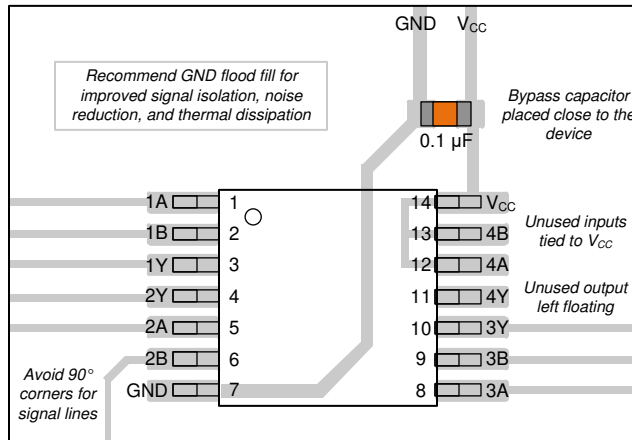 GND V_CC
Recommend GND flood fill for
improved signal isolation, noise
reduction, and thermal dissipation
Bypass capacitor
placed close to the
device
0.1 µF
1A 1 14 V_CC
1B 2 13 4B
1Y 3 12 4A
2Y 4 11 4Y
2A 5 10 3Y
2B 6 9 3B
GND 7 8 3A
Unused inputs
tied to V_CC
Unused output
left floating
Avoid 90°
corners for
signal lines